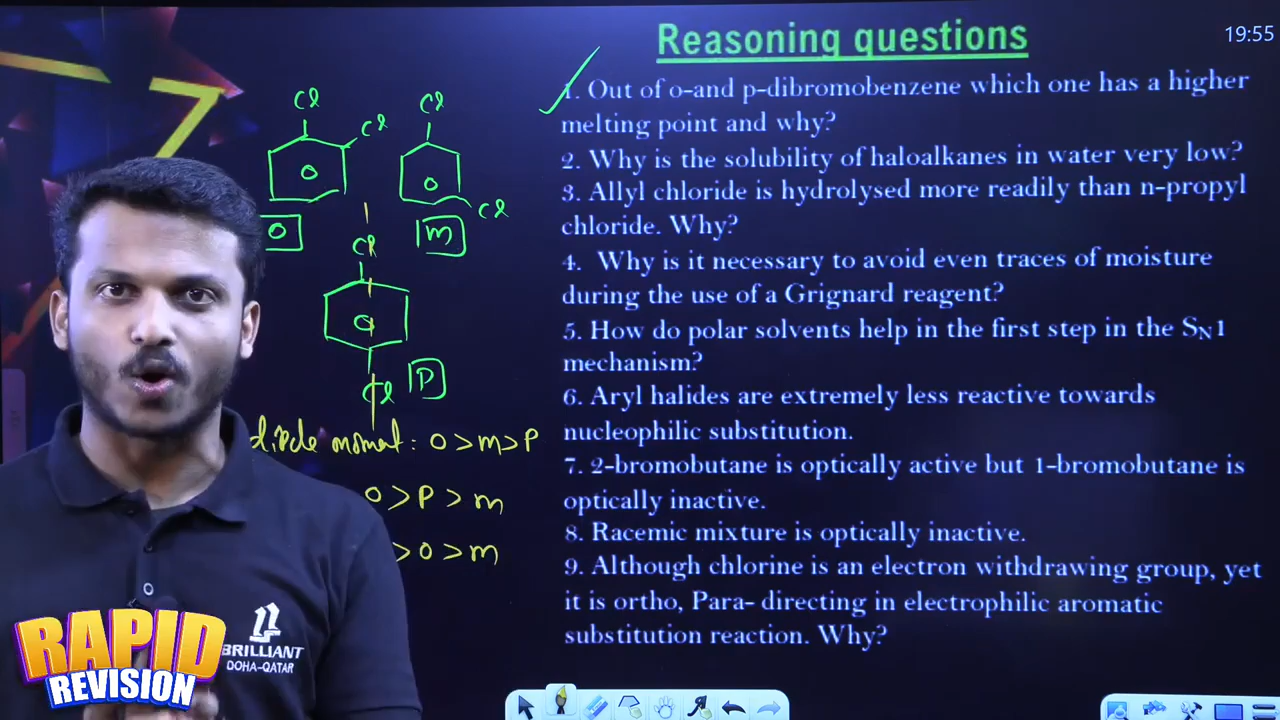 Reasoning questions
19:55
1. Out of o-and p-dibromobenzene which one has a higher
melting point and why?
2. Why is the solubility of haloalkanes in water very low?
3. Allyl chloride is hydrolysed more readily than n-propyl
chloride. Why?
4. Why is it necessary to avoid even traces of moisture
during the use of a Grignard reagent?
5. How do polar solvents help in the first step in the SN1
mechanism?
6. Aryl halides are extremely less reactive towards
nucleophilic substitution.
7. 2-bromobutane is optically active but 1-bromobutane is
optically inactive.
8. Racemic mixture is optically inactive.
9. Although chlorine is an electron withdrawing group, yet
it is ortho, Para- directing in electrophilic aromatic
substitution reaction. Why?
Cl
Cl
Cl
Cl
O
m
Cl
Cl
P
dipole moment: O > m > P
O > P > m
> O > m
RAPID
REVISION
BRILLIANT
DOHA-QATAR